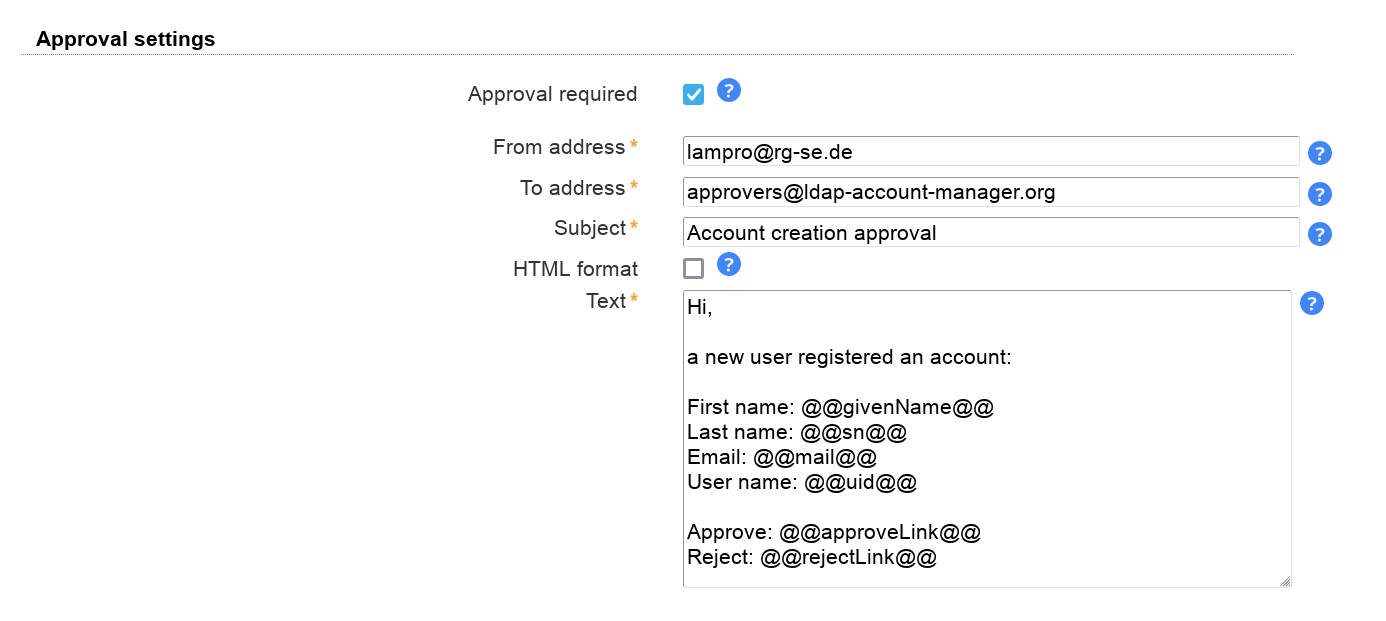 Approval settings
Approval required ?
From address * lampro@rg-se.de ?
To address * approvers@ldap-account-manager.org ?
Subject * Account creation approval ?
HTML format ?
Text * ?
Hi,
a new user registered an account:
First name: @@givenName@@
Last name: @@sn@@
Email: @@mail@@
User name: @@uid@@
Approve: @@approveLink@@
Reject: @@rejectLink@@